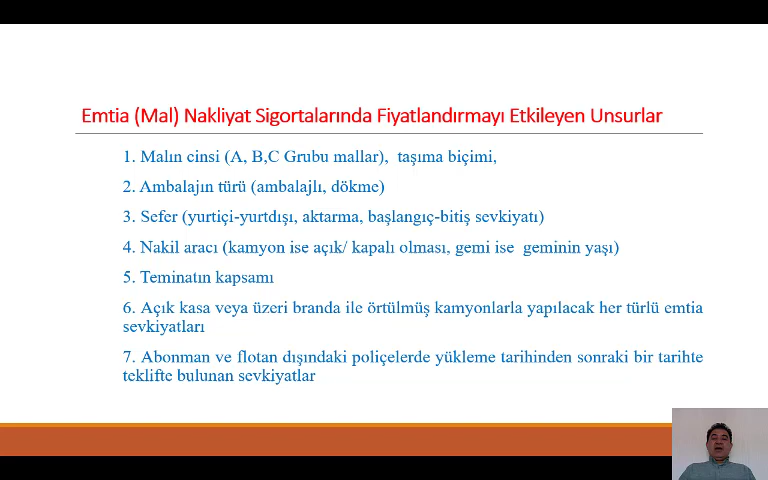 Emtia (Mal) Nakliyat Sigortalarında Fiyatlandırmayı Etkileyen Unsurlar
1. Malın cinsi (A, B,C Grubu mallar), taşıma biçimi,
2. Ambalajın türü (ambalajlı, dökme)
3. Sefer (yurtiçi-yurtdışı, aktarma, başlangıç-bitiş sevkiyatı)
4. Nakil aracı (kamyon ise açık/ kapalı olması, gemi ise geminin yaşı)
5. Teminatın kapsamı
6. Açık kasa veya üzeri branda ile örtülmüş kamyonlarla yapılacak her türlü emtia
sevkiyatları
7. Abonman ve flotan dışındaki poliçelerde yükleme tarihinden sonraki bir tarihte
teklifte bulunan sevkiyatlar